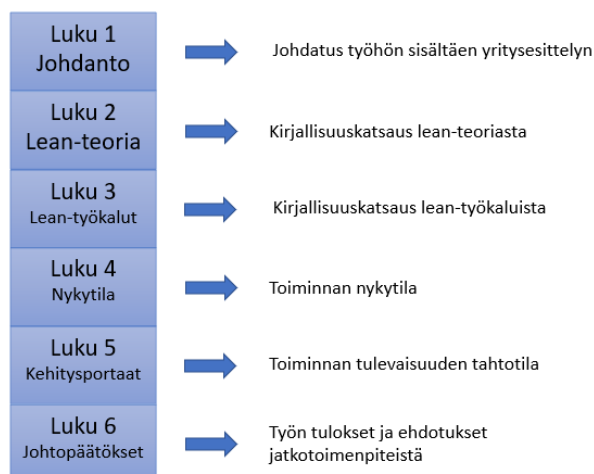 Luku 1
Johdanto
Johdatus työhön sisältäen yritysesittelyn
Luku 2
Lean-teoria
Kirjallisuuskatsaus lean-teoriasta
Luku 3
Lean-työkalut
Kirjallisuuskatsaus lean-työkaluista
Luku 4
Nykytila
Toiminnan nykytila
Luku 5
Kehitysportaat
Toiminnan tulevaisuuden tahtotila
Luku 6
Johtopäätökset
Työn tulokset ja ehdotukset
jatkotoimenpiteistä